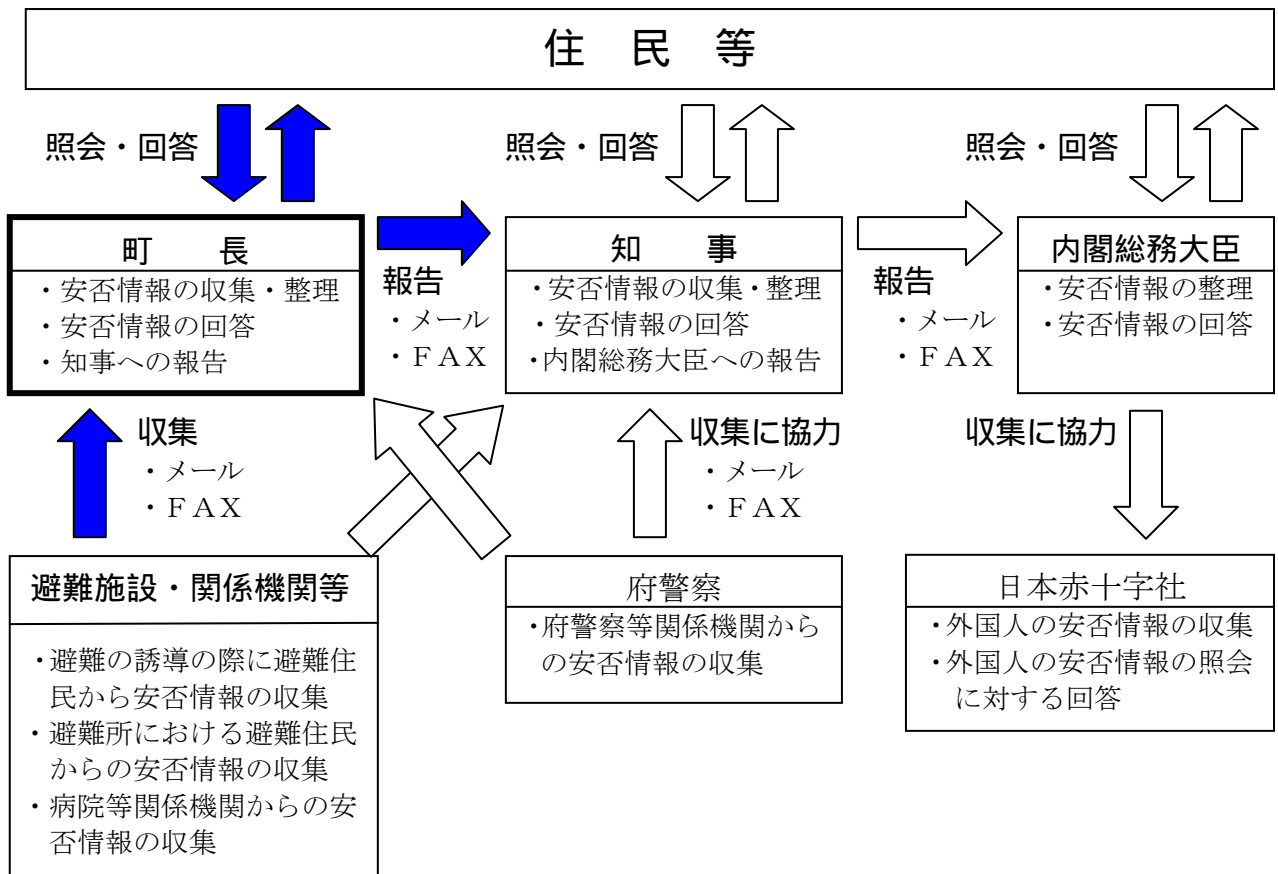 住　民　等
照会・回答
照会・回答
照会・回答
町　　長
・安否情報の収集・整理
・安否情報の回答
・知事への報告
報告
・メール
・ＦＡＸ
知　　事
・安否情報の収集・整理
・安否情報の回答
・内閣総務大臣への報告
報告
・メール
・ＦＡＸ
内閣総務大臣
・安否情報の整理
・安否情報の回答
収集
・メール
・ＦＡＸ
収集に協力
・メール
・ＦＡＸ
収集に協力
避難施設・関係機関等
・避難の誘導の際に避難住
民から安否情報の収集
・避難所における避難住民
からの安否情報の収集
・病院等関係機関からの安
否情報の収集
府警察
・府警察等関係機関から
の安否情報の収集
日本赤十字社
・外国人の安否情報の収集
・外国人の安否情報の照会
に対する回答